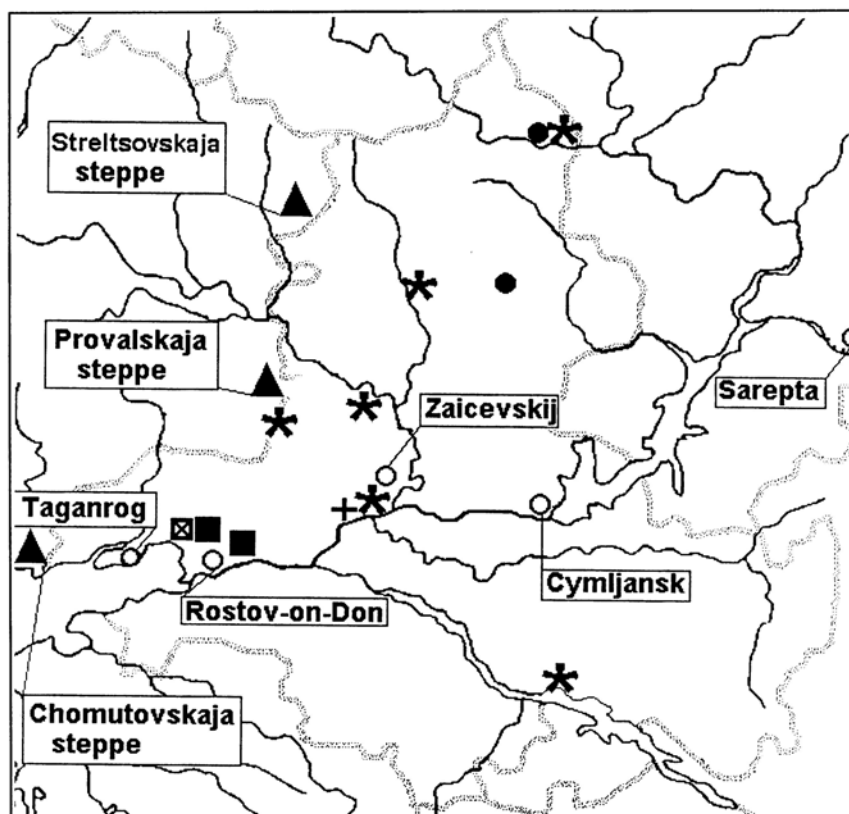 Streltsovskaja
steppe
Provalskaja
steppe
Zaicevskij
Sarepta
Taganrog
Cymljansk
Rostov-on-Don
Chomutovskaja
steppe